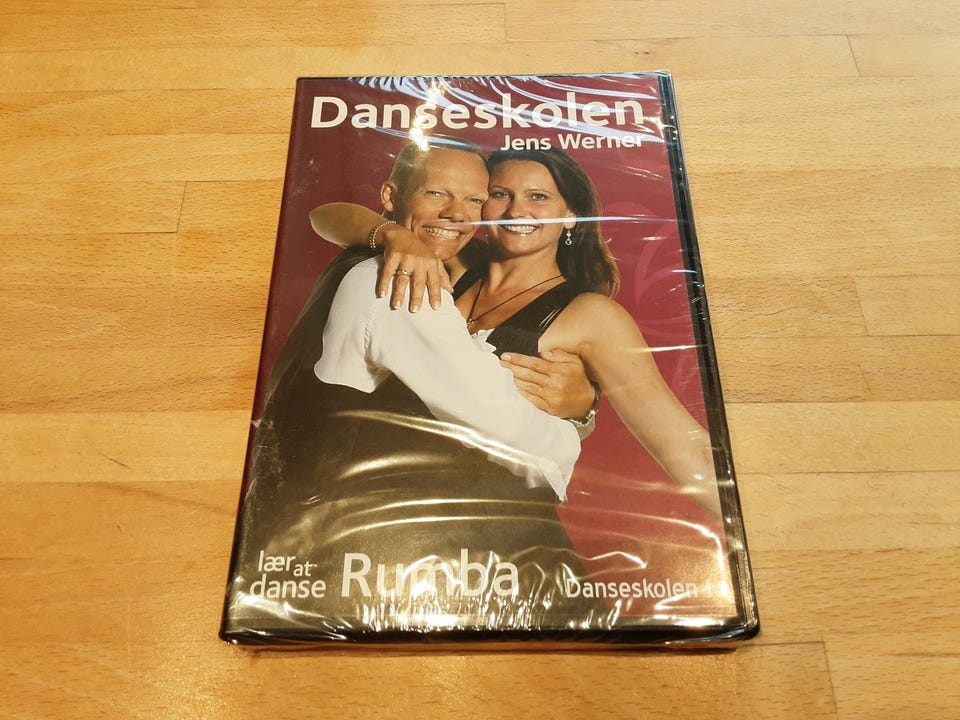 Danseskolen
Jens Werner
lær at
danse
Rumba
Danseskolen